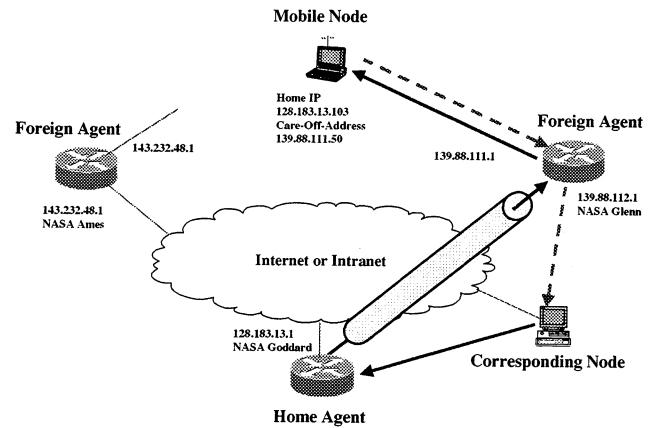 Mobile Node
Home IP
128.183.13.103
Care-Off-Address
139.88.111.50
Foreign Agent
143.232.48.1
143.232.48.1
NASA Ames
Foreign Agent
139.88.111.1
139.88.112.1
NASA Glenn
Internet or Intranet
128.183.13.1
NASA Goddard
Home Agent
Corresponding Node